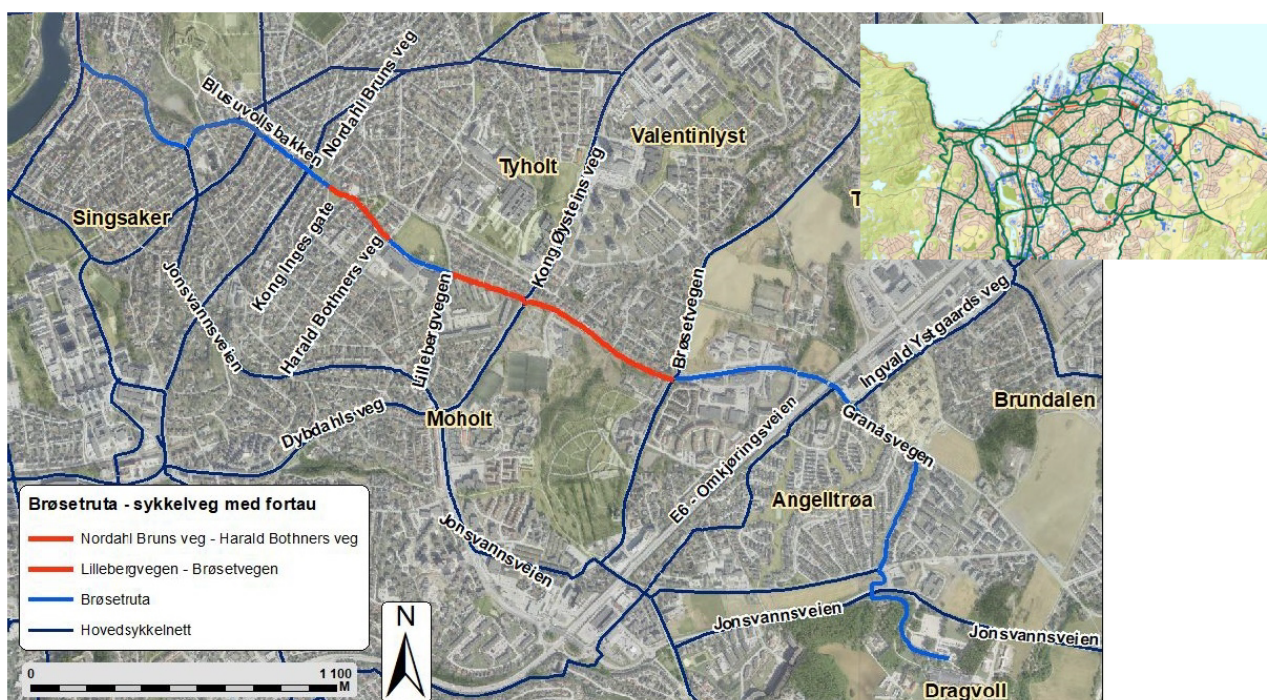 Blusuvollsbakken
Nordahl Bruns veg
Valentinlyst
Tyholt
T
Singsaker
Kong Inges gate
Kong Øysteins veg
Jonsvannsveien
Harald Bothners veg
Lillebergvegen
Brøsetvegen
Ingvald Ystgaards veg
Brundalen
Dybdahls veg
Moholt
Granåsvegen
E6 - Omkjøringsveien
Angelltrøa
Brøsetruta - sykkelveg med fortau
Nordahl Bruns veg - Harald Bothners veg
Lillebergvegen - Brøsetvegen
Brøsetruta
Hovedsykkelnett
Jonsvannsveien
N
Jonsvannsveien
Jonsvannsveien
0 1 100
M
Dragvoll